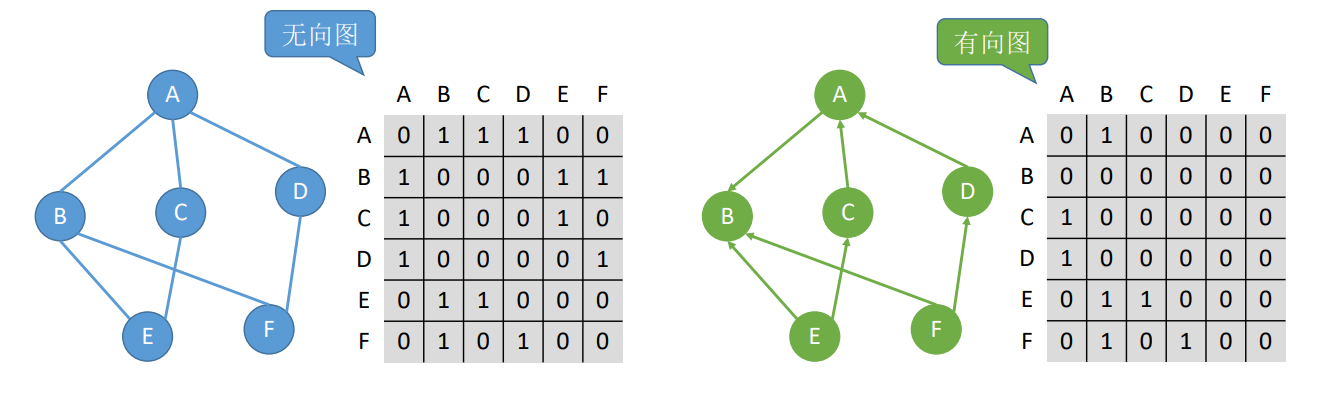 无向图
A
B
C
D
E
F
A B C D E F
A 0 1 1 1 0 0
B 1 0 0 0 1 1
C 1 0 0 0 1 0
D 1 0 0 0 0 1
E 0 1 1 0 0 0
F 0 1 0 1 0 0
有向图
A
B
C
D
E
F
A B C D E F
A 0 1 0 0 0 0
B 0 0 0 0 0 0
C 1 0 0 0 0 0
D 1 0 0 0 0 0
E 0 1 1 0 0 0
F 0 1 0 1 0 0